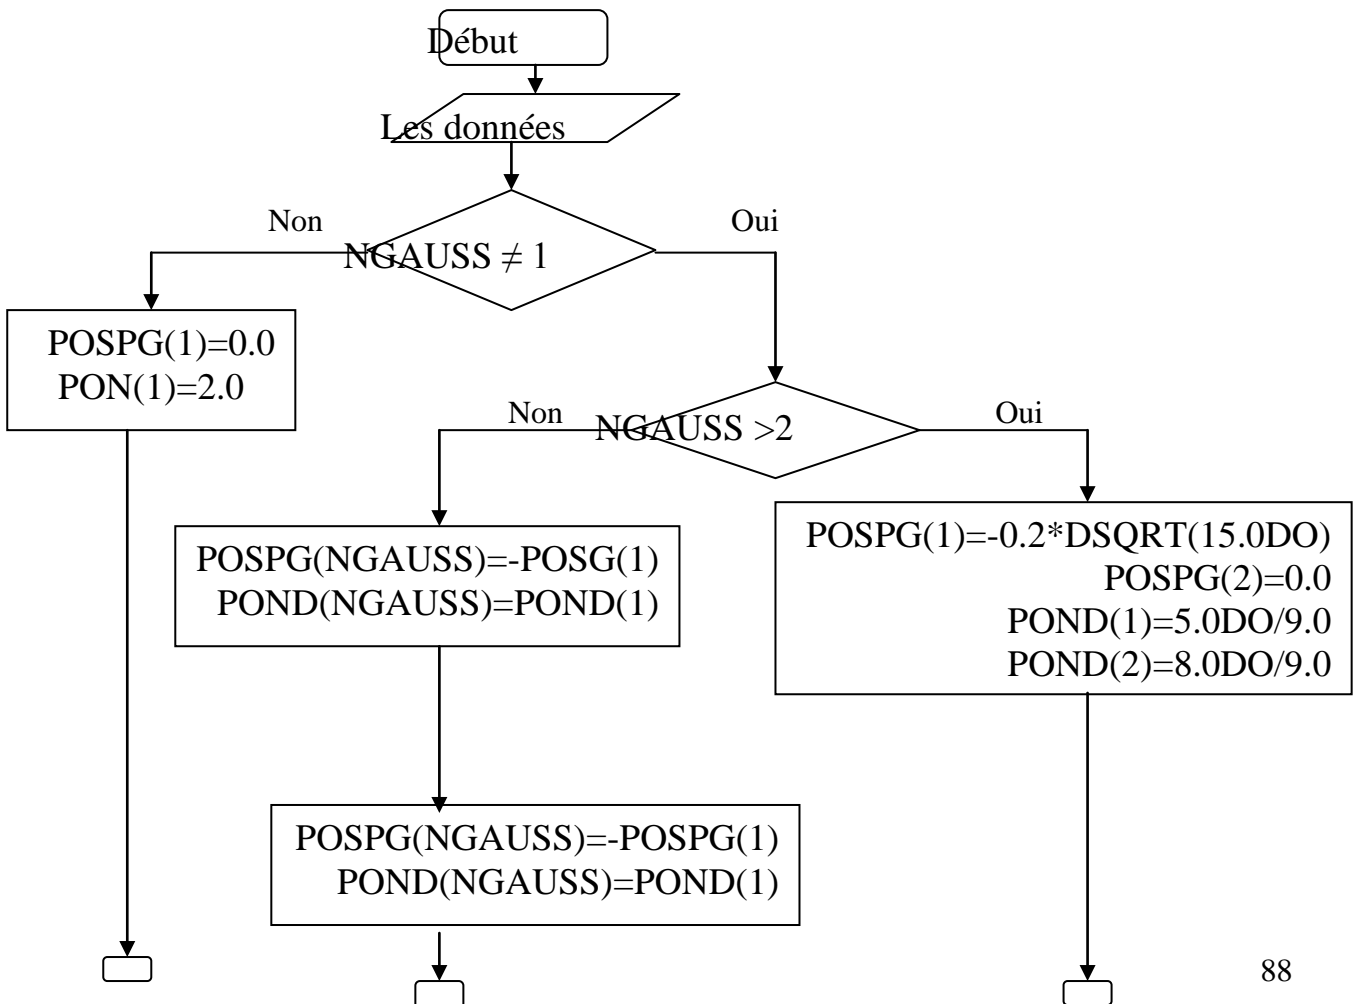 Début
Les données
Non
Oui
NGAUSS ≠ 1
POSPG(1)=0.0
PON(1)=2.0
Non
NGAUSS >2
Oui
POSPG(NGAUSS)=-POSG(1)
POND(NGAUSS)=POND(1)
POSPG(1)=-0.2*DSQRT(15.0DO)
POSPG(2)=0.0
POND(1)=5.0DO/9.0
POND(2)=8.0DO/9.0
POSPG(NGAUSS)=-POSPG(1)
POND(NGAUSS)=POND(1)
88